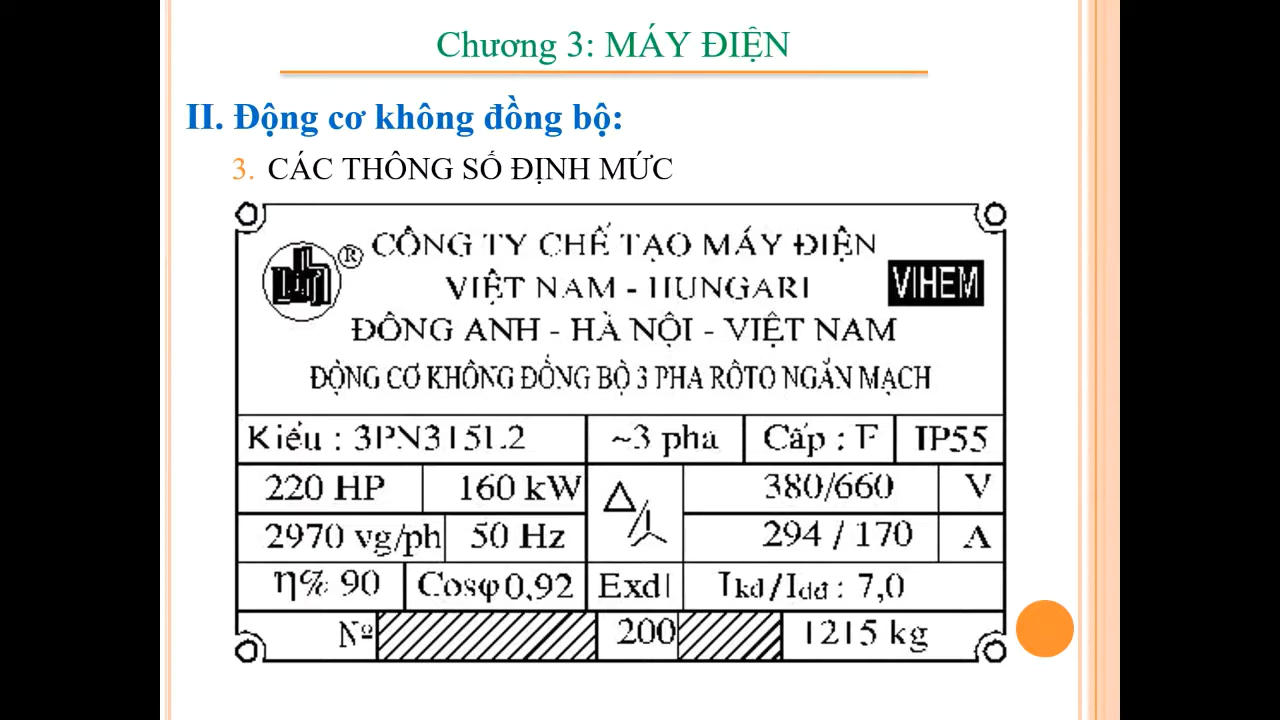 Chương 3: MÁY ĐIỆN
II. Động cơ không đồng bộ:
3. CÁC THÔNG SỐ ĐỊNH MỨC
® CÔNG TY CHẾ TẠO MÁY ĐIỆN
VIỆT NAM - HUNGARI
VIHEM
ĐÔNG ANH - HÀ NỘI - VIỆT NAM
ĐỘNG CƠ KHÔNG ĐỒNG BỘ 3 PHA RÔTO NGẮN MẠCH
Kiểu : 3PN315L2 ~3 pha Cấp : F IP55
220 HP 160 kW Δ/Y 380/660 V
2970 vg/ph 50 Hz 294 / 170 A
η% 90 Cosφ 0,92 ExdI Ikđ/Idđ : 7,0
Nº 200 1215 kg